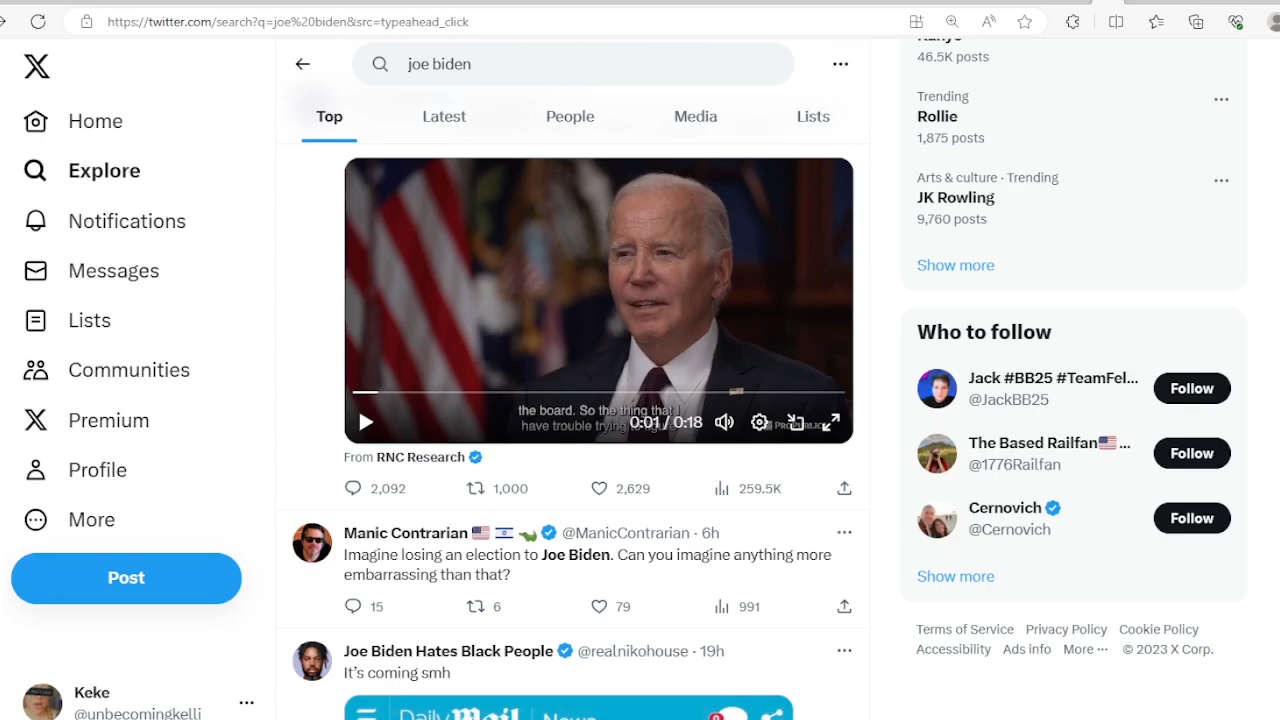 https://twitter.com/search?q=joe%20biden&src=typeahead_click
Home
Explore
Notifications
Messages
Lists
Communities
Premium
Profile
More
Post
Keke
@unbecomingkelli
joe biden
Top Latest People Media Lists
the board. So the thing that I
have trouble trying to
0:01 / 0:18
From RNC Research
2,092 1,000 2,629 259.5K
Manic Contrarian @ManicContrarian · 6h
Imagine losing an election to Joe Biden. Can you imagine anything more
embarrassing than that?
15 6 79 991
Joe Biden Hates Black People @realnikohouse · 19h
It's coming smh
Daily Mail News
46.5K posts
Trending
Rollie
1,875 posts
Arts & culture · Trending
JK Rowling
9,760 posts
Show more
Who to follow
Jack #BB25 #TeamFel...
@JackBB25
Follow
The Based Railfan ...
@1776Railfan
Follow
Cernovich
@Cernovich
Follow
Show more
Terms of Service Privacy Policy Cookie Policy
Accessibility Ads info More ··· © 2023 X Corp.